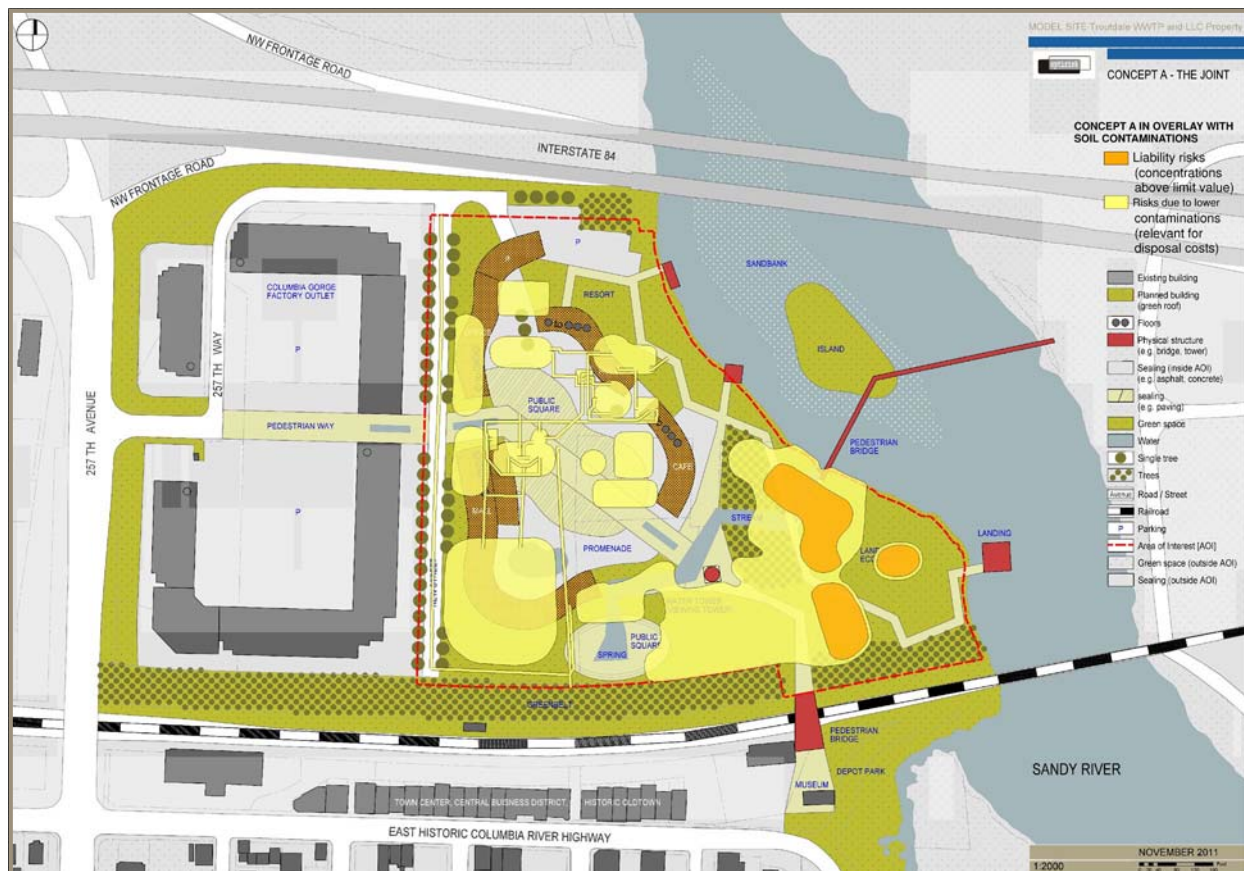 MODEL SITE Troutdale WWTP and LLC Property
CONCEPT A - THE JOINT
CONCEPT A IN OVERLAY WITH
SOIL CONTAMINATIONS
Liability risks
(concentrations
above limit value)
Risks due to lower
contaminations
(relevant for
disposal costs)
Existing building
Planned building
(green roof)
Floors
Physical structure
(e.g. bridge, tower)
Sealing (inside AOI)
(e.g. asphalt, concrete)
sealing
(e.g. paving)
Green space
Water
Single tree
Trees
Avenue
Road / Street
Railroad
P
Parking
Area of Interest [AOI]
Green space (outside AOI)
Sealing (outside AOI)
NW FRONTAGE ROAD
INTERSTATE 84
NW FRONTAGE ROAD
P
SANDBANK
RESORT
COLUMBIA GORGE
FACTORY OUTLET
P
257 TH WAY
ISLAND
PUBLIC
SQUARE
PEDESTRIAN WAY
257 TH AVENUE
PEDESTRIAN
BRIDGE
CAFE
P
MALL
PROMENADE
LANDING
WATER TOWER
PUBLIC
SQUARE
SPRING
GREENBELT
PEDESTRIAN
BRIDGE
DEPOT PARK
MUSEUM
SANDY RIVER
TOWN CENTER, CENTRAL BUISNESS DISTRICT,
HISTORIC OLDTOWN
EAST HISTORIC COLUMBIA RIVER HIGHWAY
NOVEMBER 2011
1:2000